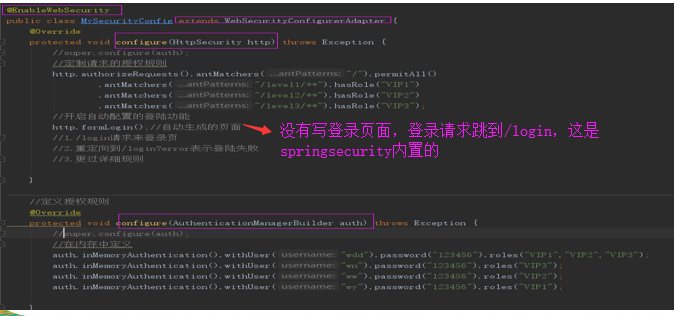 @EnableWebSecurity
public class MySecurityConfig extends WebSecurityConfigurerAdapter {
@Override
protected void configure(HttpSecurity http) throws Exception {
//super.configure(auth);
//定制请求的授权规则
http.authorizeRequests().antMatchers( ...antPatterns: "/").permitAll()
.antMatchers( ...antPatterns: "/level1/**").hasRole("VIP1")
.antMatchers( ...antPatterns: "/level2/**").hasRole("VIP2")
.antMatchers( ...antPatterns: "/level3/**").hasRole("VIP3");
//开启自动配置的登陆功能
http.formLogin();//自动生成的页面
//1./login请求来登录页
//2.重定向到/login?error表示登陆失败
//3.更过详细规则
没有写登录页面，登录请求跳到/login，这是
springsecurity内置的
}
//定义授权规则
@Override
protected void configure(AuthenticationManagerBuilder auth) throws Exception {
//super.configure(auth);
//在内存中定义
auth.inMemoryAuthentication().withUser( username: "wdd").password("123456").roles("VIP1","VIP2","VIP3");
auth.inMemoryAuthentication().withUser( username: "wn").password("123456").roles("VIP3");
auth.inMemoryAuthentication().withUser( username: "ww").password("123456").roles("VIP2");
auth.inMemoryAuthentication().withUser( username: "wy").password("123456").roles("VIP1");
}